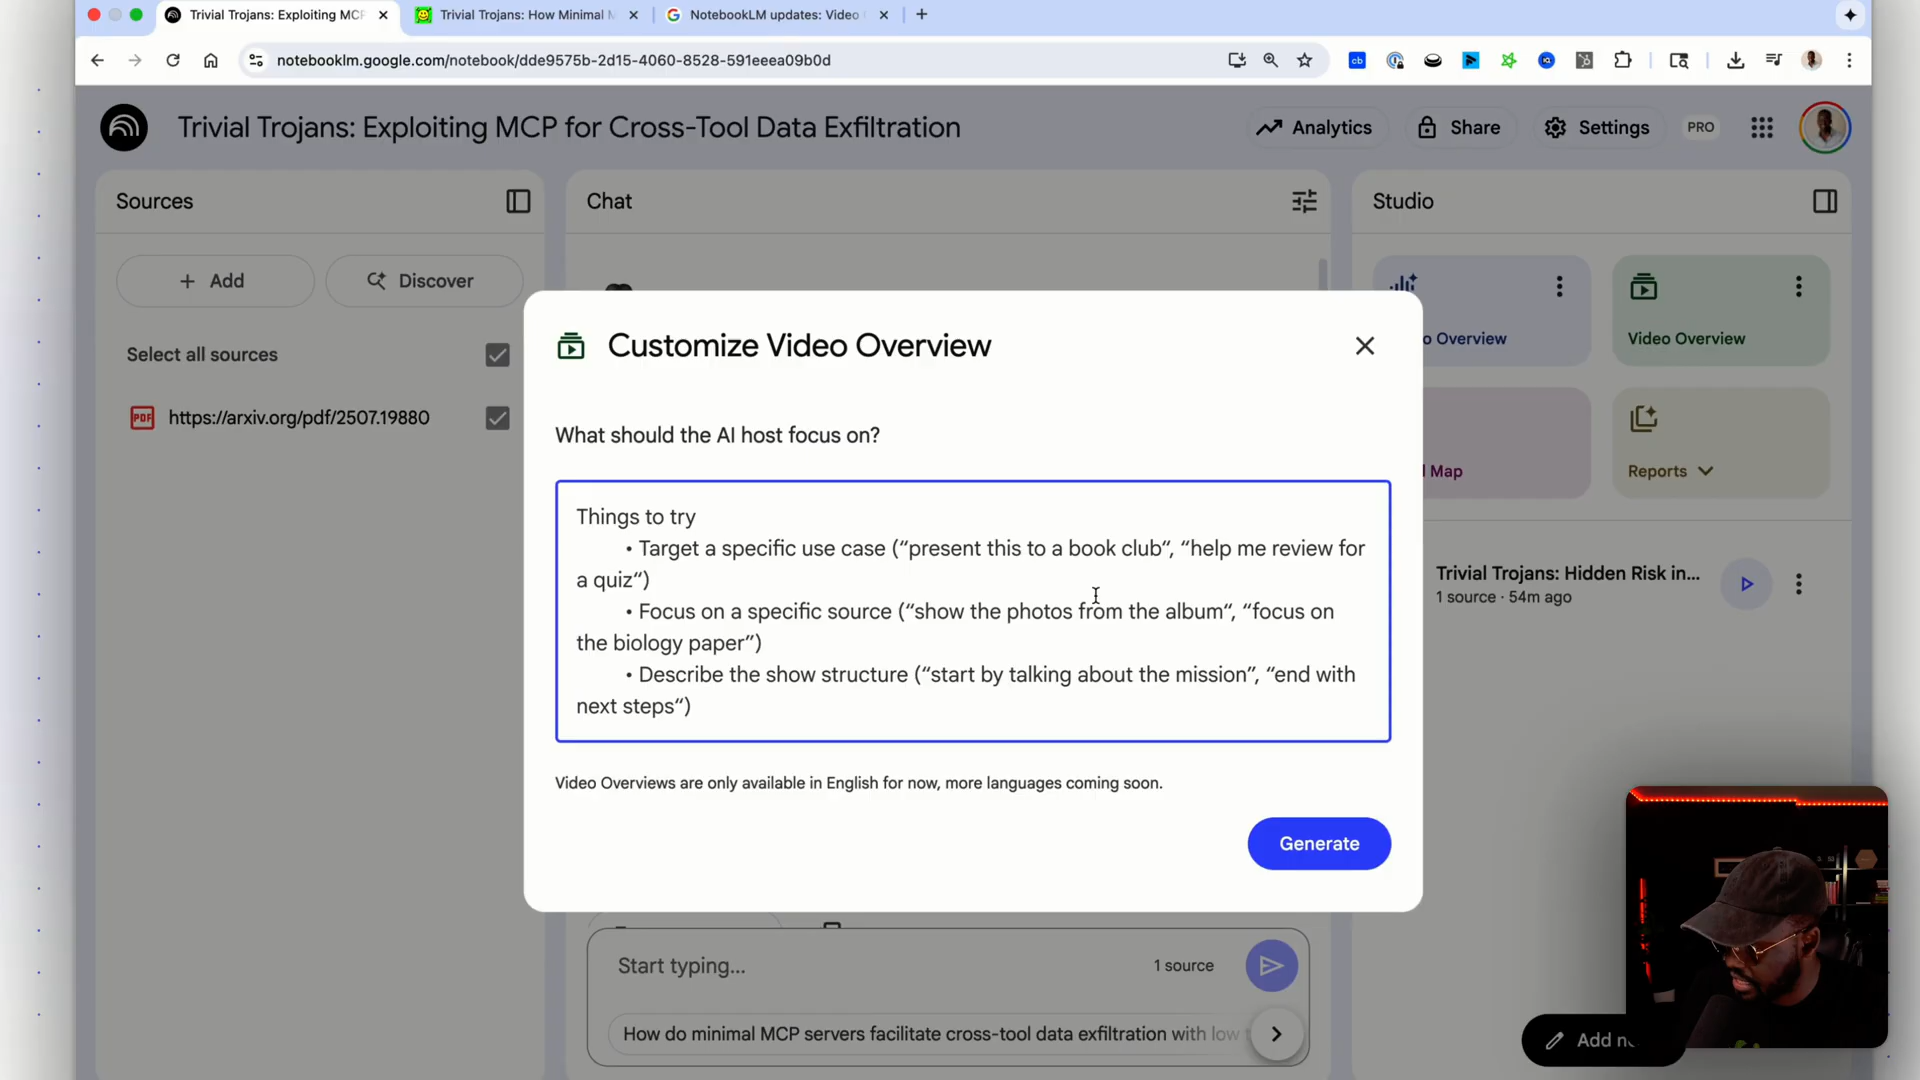 Trivial Trojans: Exploiting MCP
Trivial Trojans: How Minimal
NotebookLM updates: Video
notebooklm.google.com/notebook/dde9575b-2d15-4060-8528-591eeea09b0d
Trivial Trojans: Exploiting MCP for Cross-Tool Data Exfiltration
Analytics
Share
Settings
PRO
Sources
Chat
Studio
Add
Discover
Select all sources
PDF
https://arxiv.org/pdf/2507.19880
o Overview
Video Overview
Map
Reports
Customize Video Overview
What should the AI host focus on?
Things to try
• Target a specific use case (“present this to a book club“, “help me review for
a quiz“)
• Focus on a specific source (“show the photos from the album“, “focus on
the biology paper”)
• Describe the show structure (“start by talking about the mission”, “end with
next steps“)
Video Overviews are only available in English for now, more languages coming soon.
Generate
Trivial Trojans: Hidden Risk in...
1 source · 54m ago
Start typing...
1 source
How do minimal MCP servers facilitate cross-tool data exfiltration with low
Add no